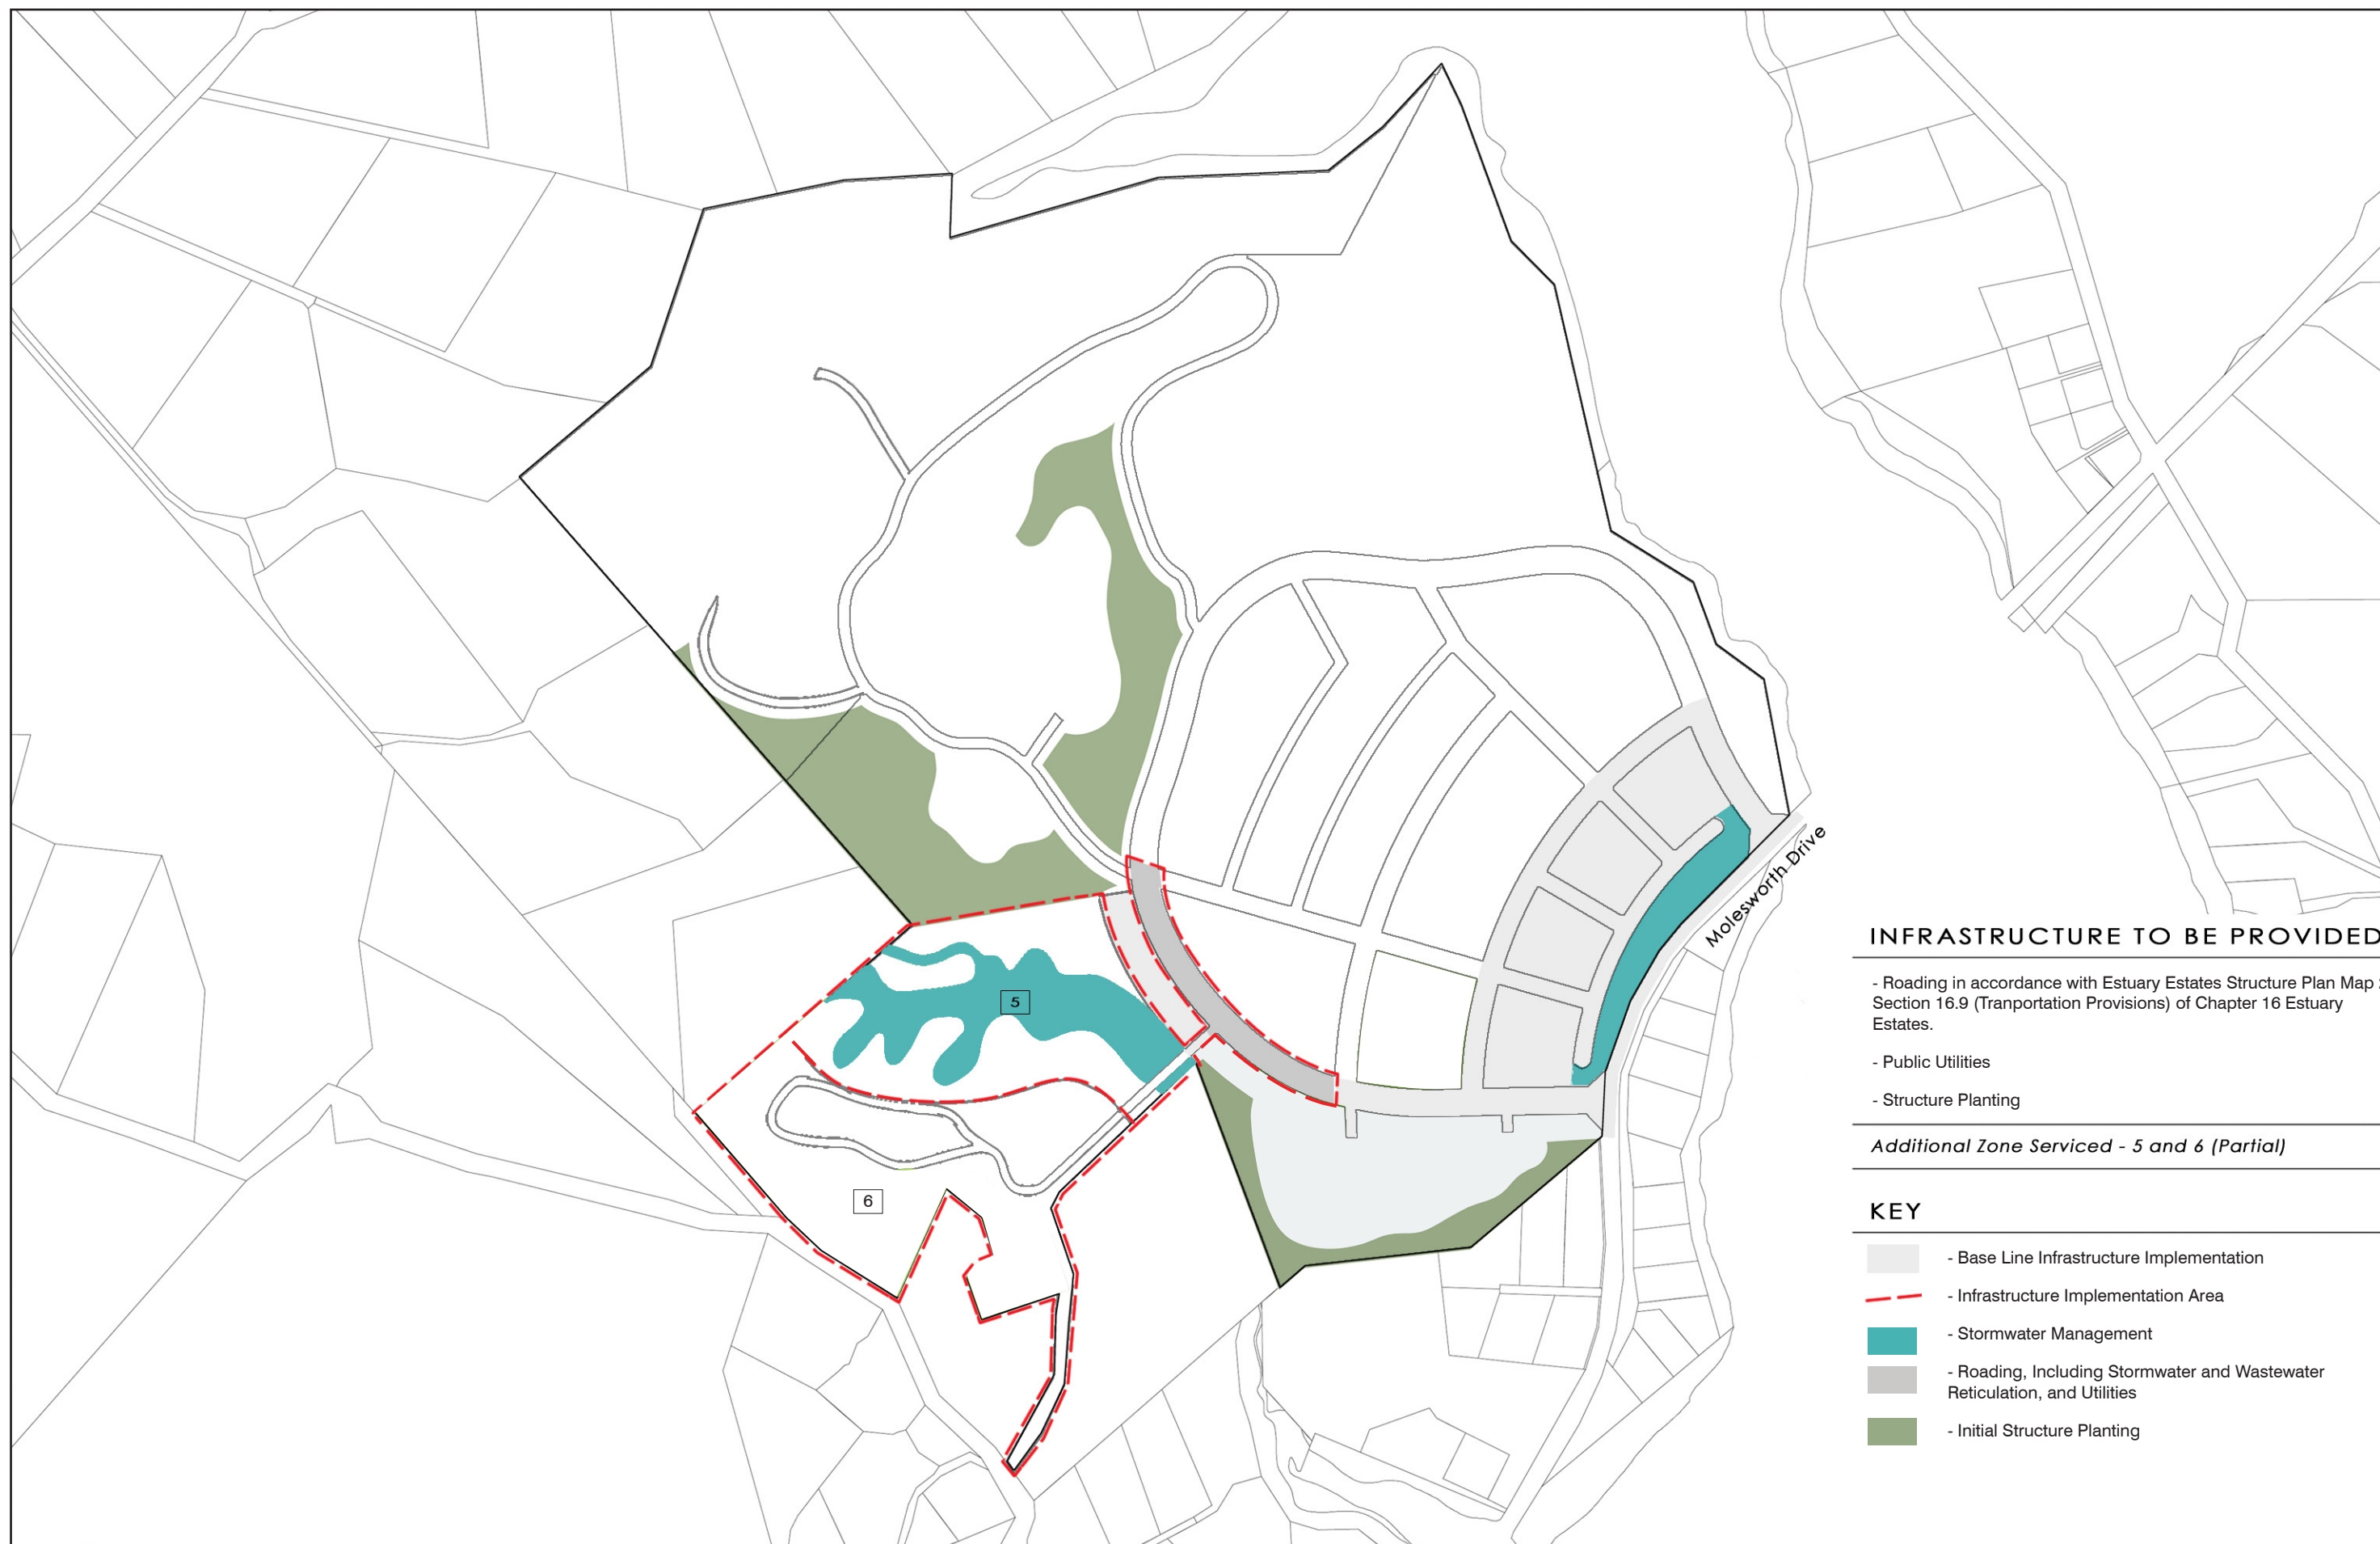 5
6
Molesworth Drive
INFRASTRUCTURE TO BE PROVIDED
- Roading in accordance with Estuary Estates Structure Plan Map
Section 16.9 (Tranportation Provisions) of Chapter 16 Estuary
Estates.
- Public Utilities
- Structure Planting
Additional Zone Serviced - 5 and 6 (Partial)
KEY
- Base Line Infrastructure Implementation
- Infrastructure Implementation Area
- Stormwater Management
- Roading, Including Stormwater and Wastewater
Reticulation, and Utilities
- Initial Structure Planting